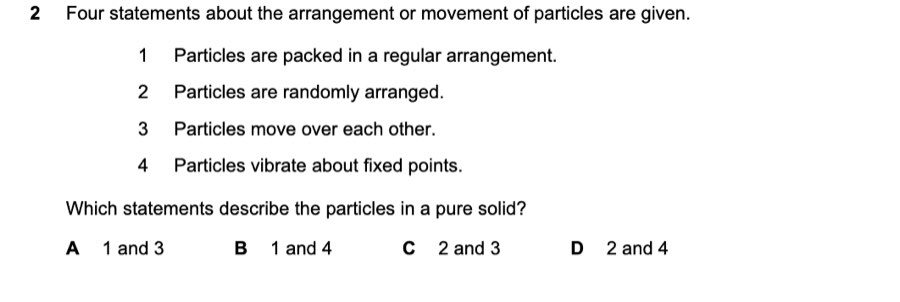 2 Four statements about the arrangement or movement of particles are given.
1 Particles are packed in a regular arrangement.
2 Particles are randomly arranged.
3 Particles move over each other.
4 Particles vibrate about fixed points.
Which statements describe the particles in a pure solid?
A 1 and 3 B 1 and 4 C 2 and 3 D 2 and 4